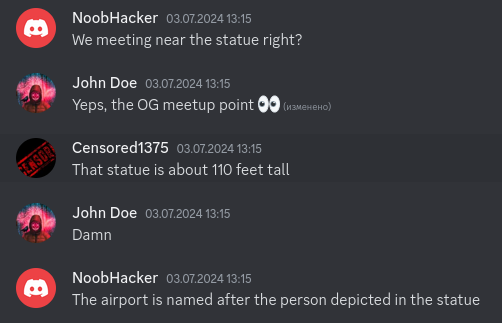 NoobHacker 03.07.2024 13:15
We meeting near the statue right?
John Doe 03.07.2024 13:15
Yeps, the OG meetup point 👀 (изменено)
Censored1375 03.07.2024 13:15
That statue is about 110 feet tall
John Doe 03.07.2024 13:15
Damn
NoobHacker 03.07.2024 13:15
The airport is named after the person depicted in the statue